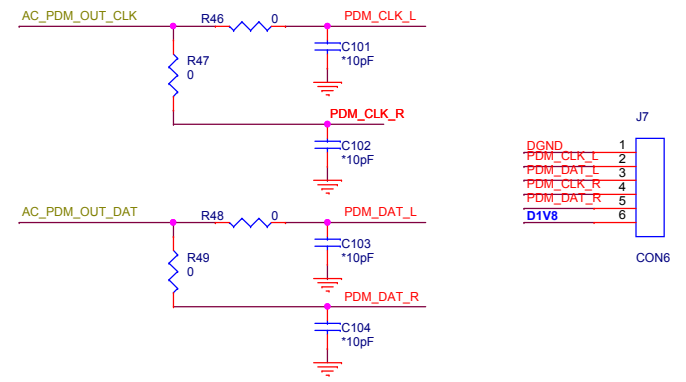 AC_PDM_OUT_CLK R46 0 PDM_CLK_L
C101
*10pF
R47
0
PDM_CLK_R
C102
*10pF
AC_PDM_OUT_DAT R48 0 PDM_DAT_L
C103
*10pF
R49
0
PDM_DAT_R
C104
*10pF
J7
DGND 1
PDM_CLK_L 2
PDM_DAT_L 3
PDM_CLK_R 4
PDM_DAT_R 5
D1V8 6
CON6